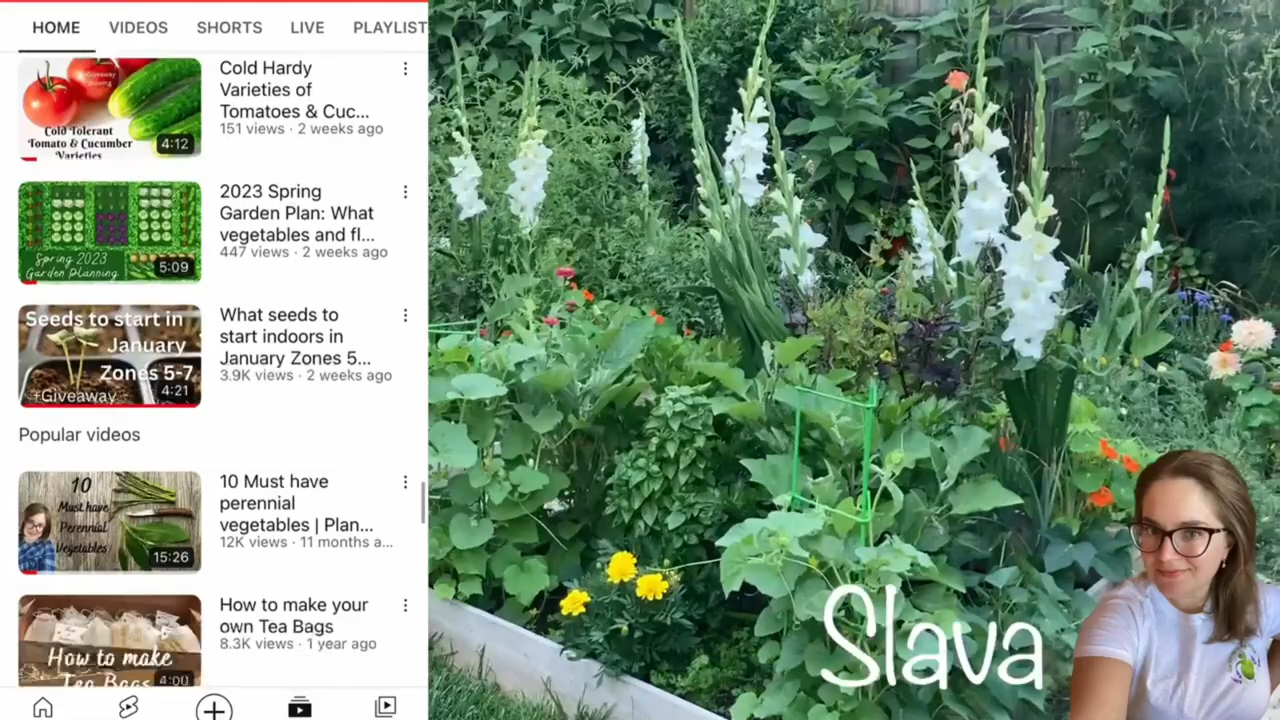 HOME VIDEOS SHORTS LIVE PLAYLIST
Cold Tolerant
Tomato & Cucumber
Varieties
4:12
Cold Hardy
Varieties of
Tomatoes & Cuc...
151 views · 2 weeks ago
Spring 2023
Garden Planning
5:09
2023 Spring
Garden Plan: What
vegetables and fl...
447 views · 2 weeks ago
Seeds to start in
January
Zones 5-7
+Giveaway
4:21
What seeds to
start indoors in
January Zones 5...
3.9K views · 2 weeks ago
Popular videos
10
Must have
Perennial
Vegetables
15:26
10 Must have
perennial
vegetables | Plan...
12K views · 11 months a...
How to make
Tea Bags
4:00
How to make your
own Tea Bags
8.3K views · 1 year ago
Slava